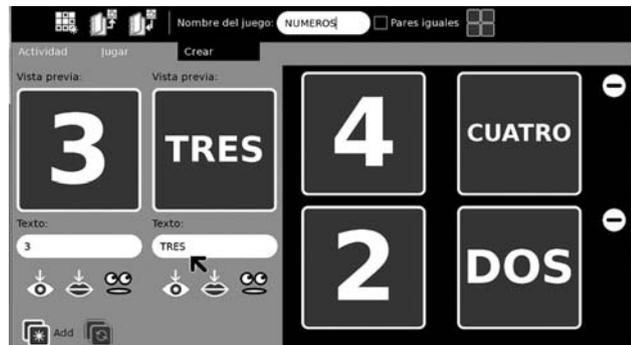 Nombre del juego: NUMEROS Pares iguales
Actividad Jugar Crear
Vista previa: Vista previa:
3 TRES
4 CUATRO
Texto: Texto:
3 TRES
2 DOS
Add